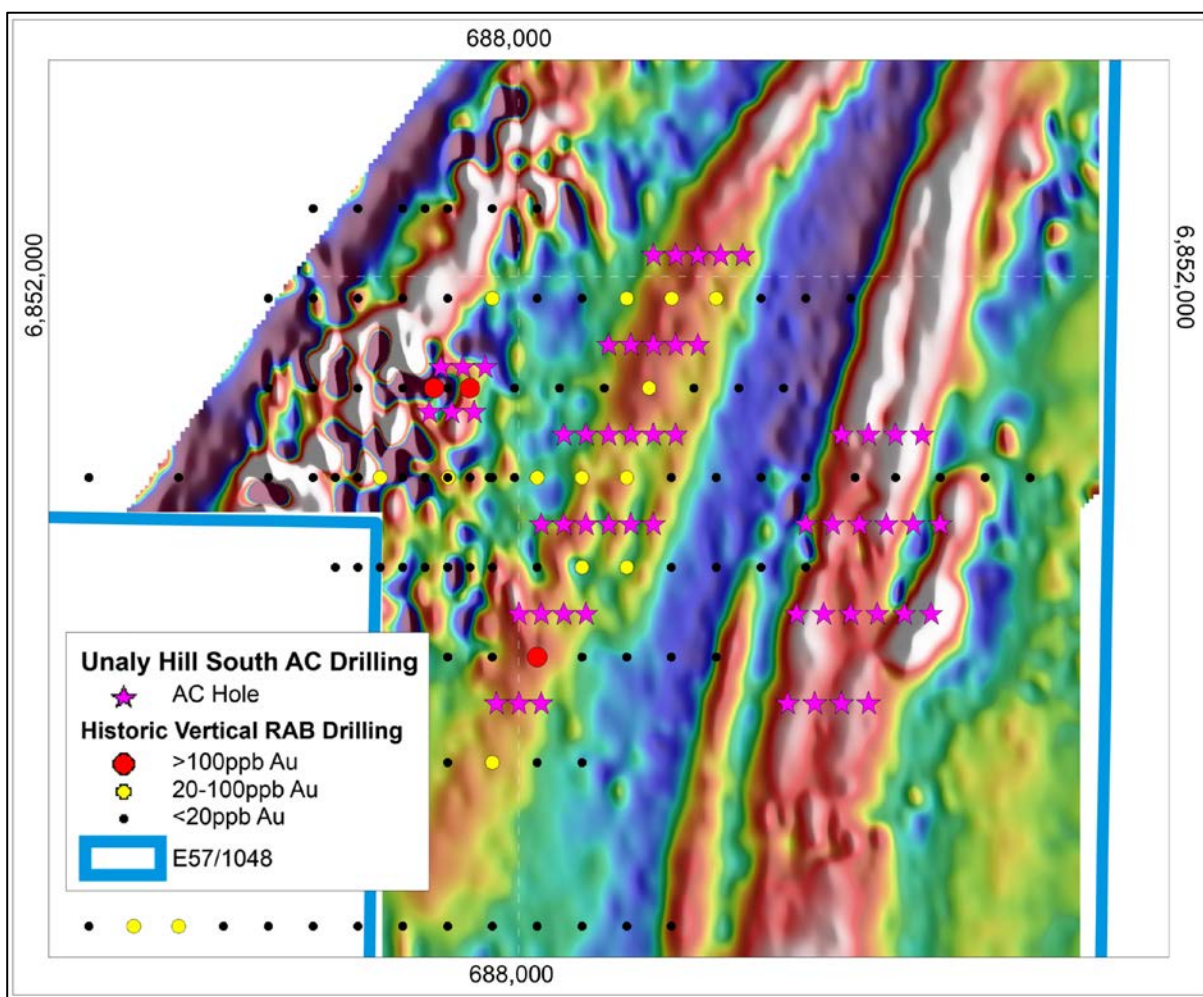 688,000
6,852,000
6,852,000
Unaly Hill South AC Drilling
AC Hole
Historic Vertical RAB Drilling
>100ppb Au
20-100ppb Au
<20ppb Au
E57/1048
688,000